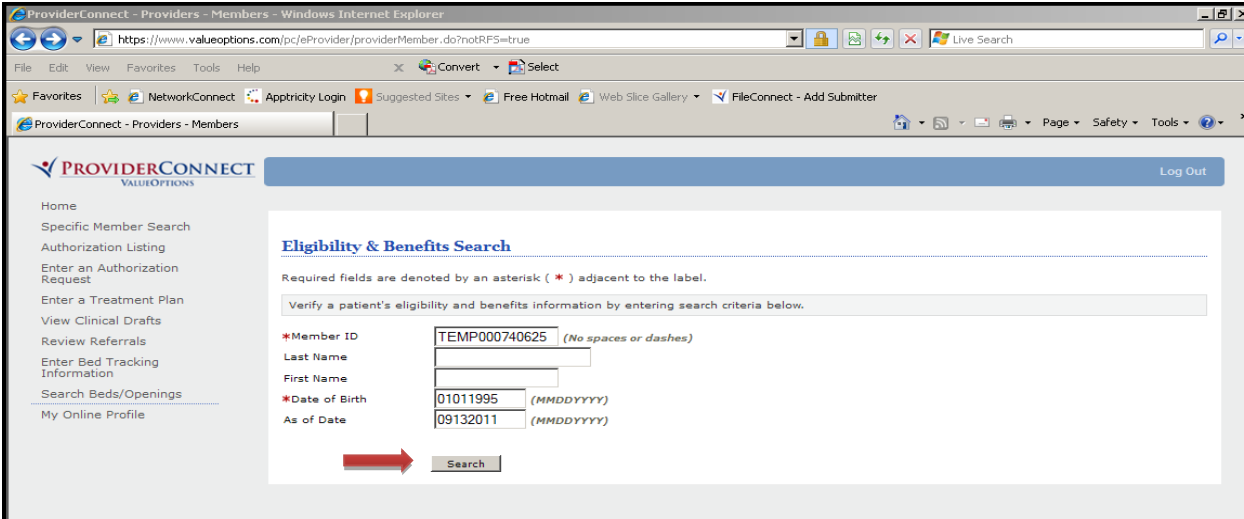 ProviderConnect - Providers - Members - Windows Internet Explorer
https://www.valueoptions.com/pc/eProvider/providerMember.do?notRFS=true
Live Search
File Edit View Favorites Tools Help
Convert Select
Favorites NetworkConnect Apptricity Login Suggested Sites Free Hotmail Web Slice Gallery FileConnect - Add Submitter
ProviderConnect - Providers - Members
Page Safety Tools
PROVIDERCONNECT
VALUEOPTIONS
Log Out
Home
Specific Member Search
Authorization Listing
Enter an Authorization
Request
Enter a Treatment Plan
View Clinical Drafts
Review Referrals
Enter Bed Tracking
Information
Search Beds/Openings
My Online Profile
Eligibility & Benefits Search
Required fields are denoted by an asterisk ( * ) adjacent to the label.
Verify a patient's eligibility and benefits information by entering search criteria below.
*Member ID TEMP000740625 (No spaces or dashes)
Last Name
First Name
*Date of Birth 01011995 (MMDDYYYY)
As of Date 09132011 (MMDDYYYY)
Search